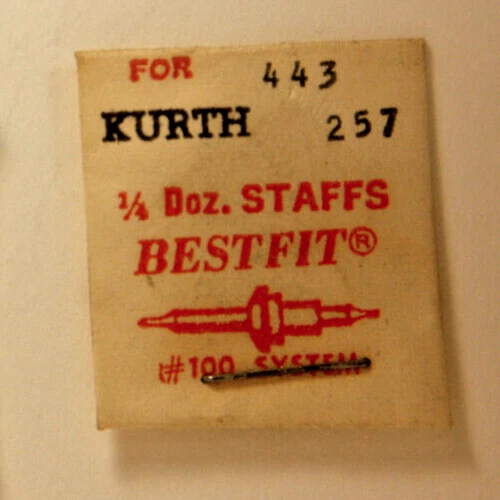 FOR 443
KURTH 257
¼ Doz. STAFFS
BESTFIT®
#100 SYSTEM